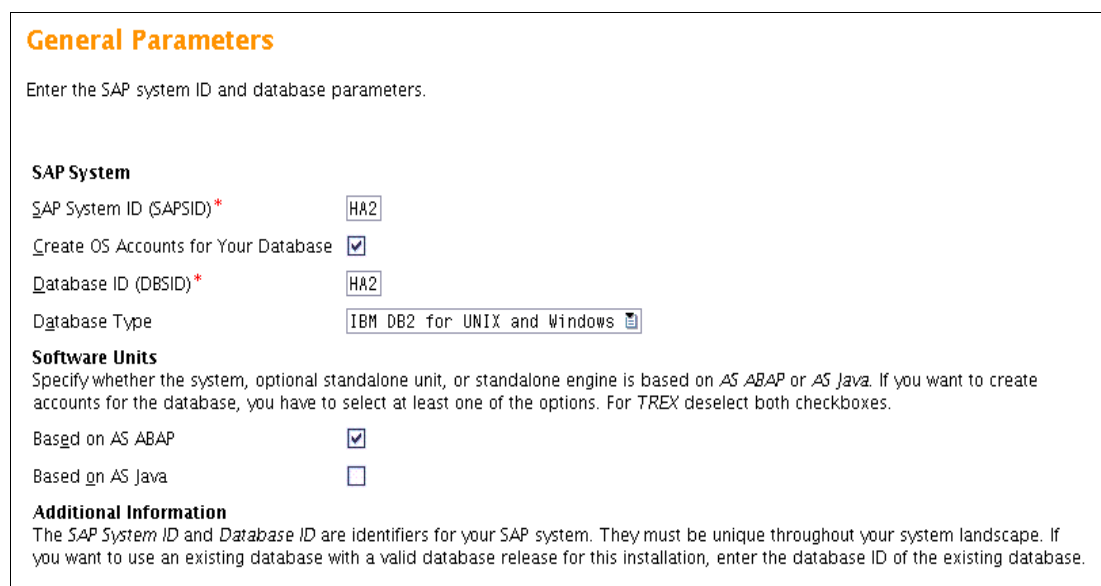 General Parameters
Enter the SAP system ID and database parameters.
SAP System
SAP System ID (SAPSID)* HA2
Create OS Accounts for Your Database
Database ID (DBSID)* HA2
Database Type IBM DB2 for UNIX and Windows
Software Units
Specify whether the system, optional standalone unit, or standalone engine is based on AS ABAP or AS Java. If you want to create
accounts for the database, you have to select at least one of the options. For TREX deselect both checkboxes.
Based on AS ABAP
Based on AS Java
Additional Information
The SAP System ID and Database ID are identifiers for your SAP system. They must be unique throughout your system landscape. If
you want to use an existing database with a valid database release for this installation, enter the database ID of the existing database.